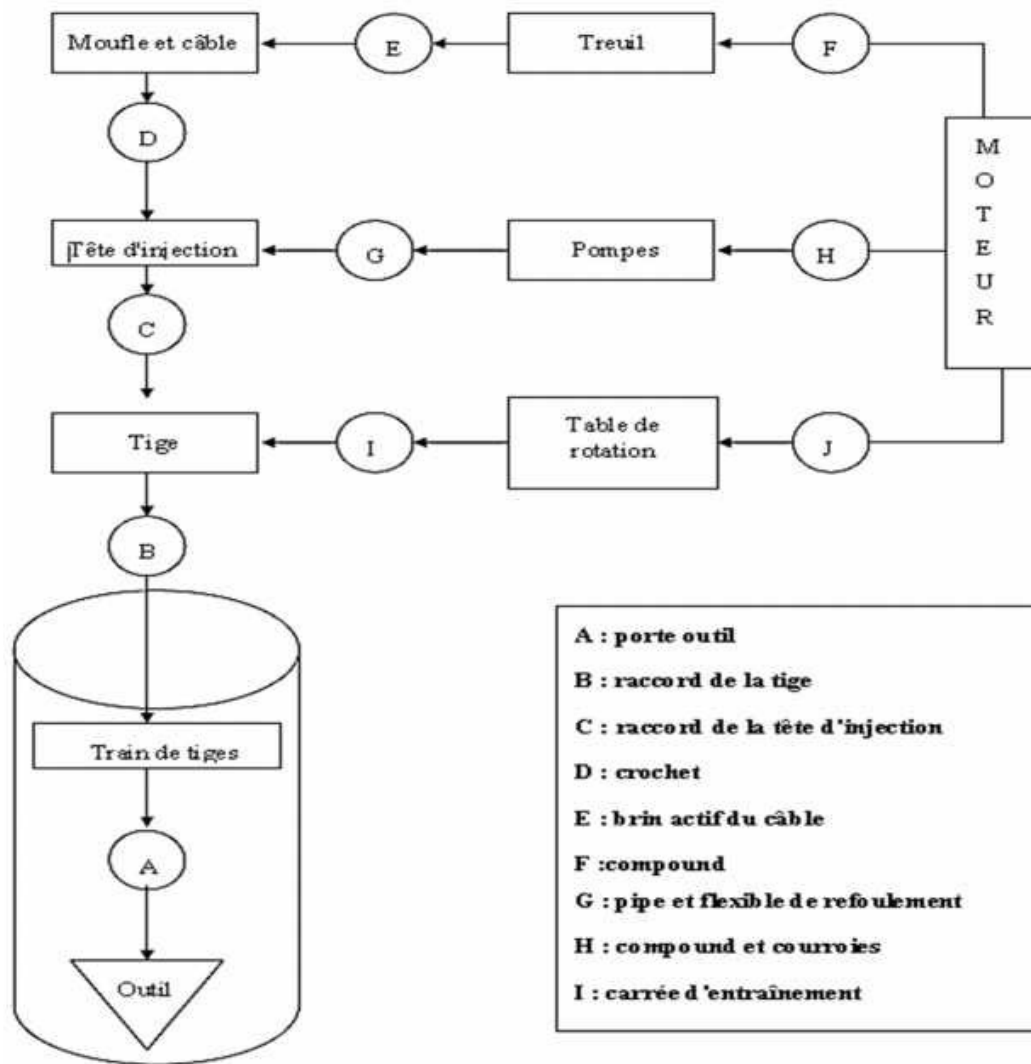 Moufle et câble
E
Treuil
F
D
M
O
T
E
U
R
Tête d'injection
G
Pompes
H
C
Tige
I
Table de
rotation
J
B
Train de tiges
A
Outil
A : porte outil
B : raccord de la tige
C : raccord de la tête d'injection
D : crochet
E : brin actif du câble
F :compound
G : pipe et flexible de refoulement
H : compound et courroies
I : carrée d'entraînement